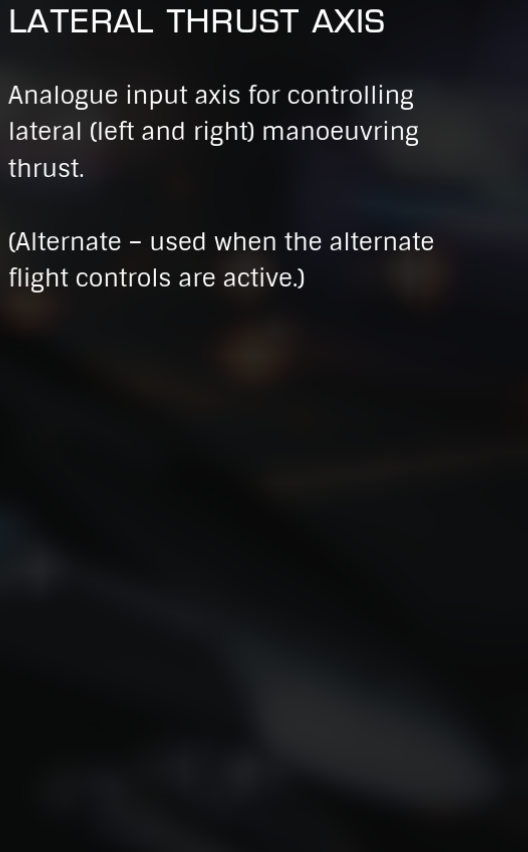 LATERAL THRUST AXIS
Analogue input axis for controlling
lateral (left and right) manoeuvring
thrust.
(Alternate – used when the alternate
flight controls are active.)